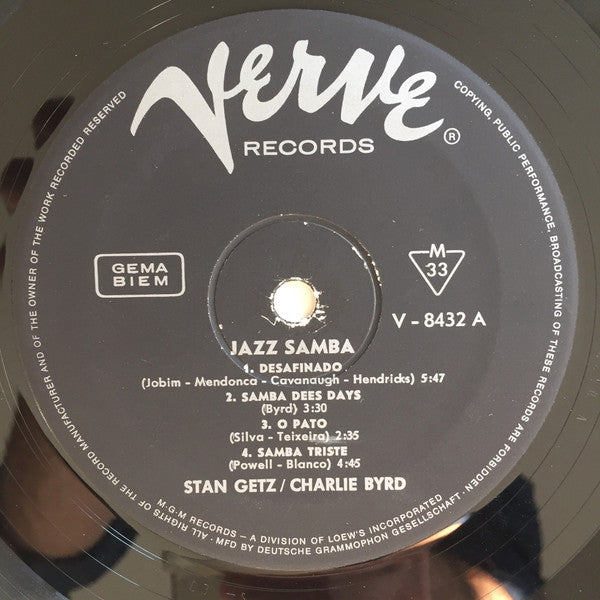 Verve
®
RECORDS
GEMA
BIEM
M
33
V - 8432 A
JAZZ SAMBA
1. DESAFINADO
(Jobim - Mendonca - Cavanaugh - Hendricks) 5:47
2. SAMBA DEES DAYS
(Byrd) 3:30
3. O PATO
(Silva - Teixeira) 2:35
4. SAMBA TRISTE
(Powell - Blanco) 4:45
STAN GETZ / CHARLIE BYRD
M·G·M RECORDS – A DIVISION OF LOEW'S INCORPORATED
ALL RIGHTS OF THE RECORD MANUFACTURER AND OF THE OWNER OF THE WORK RECORDED RESERVED
COPYING, PUBLIC PERFORMANCE, BROADCASTING OF THESE RECORDS ARE FORBIDDEN
· MFD BY DEUTSCHE GRAMMOPHON GESELLSCHAFT ·